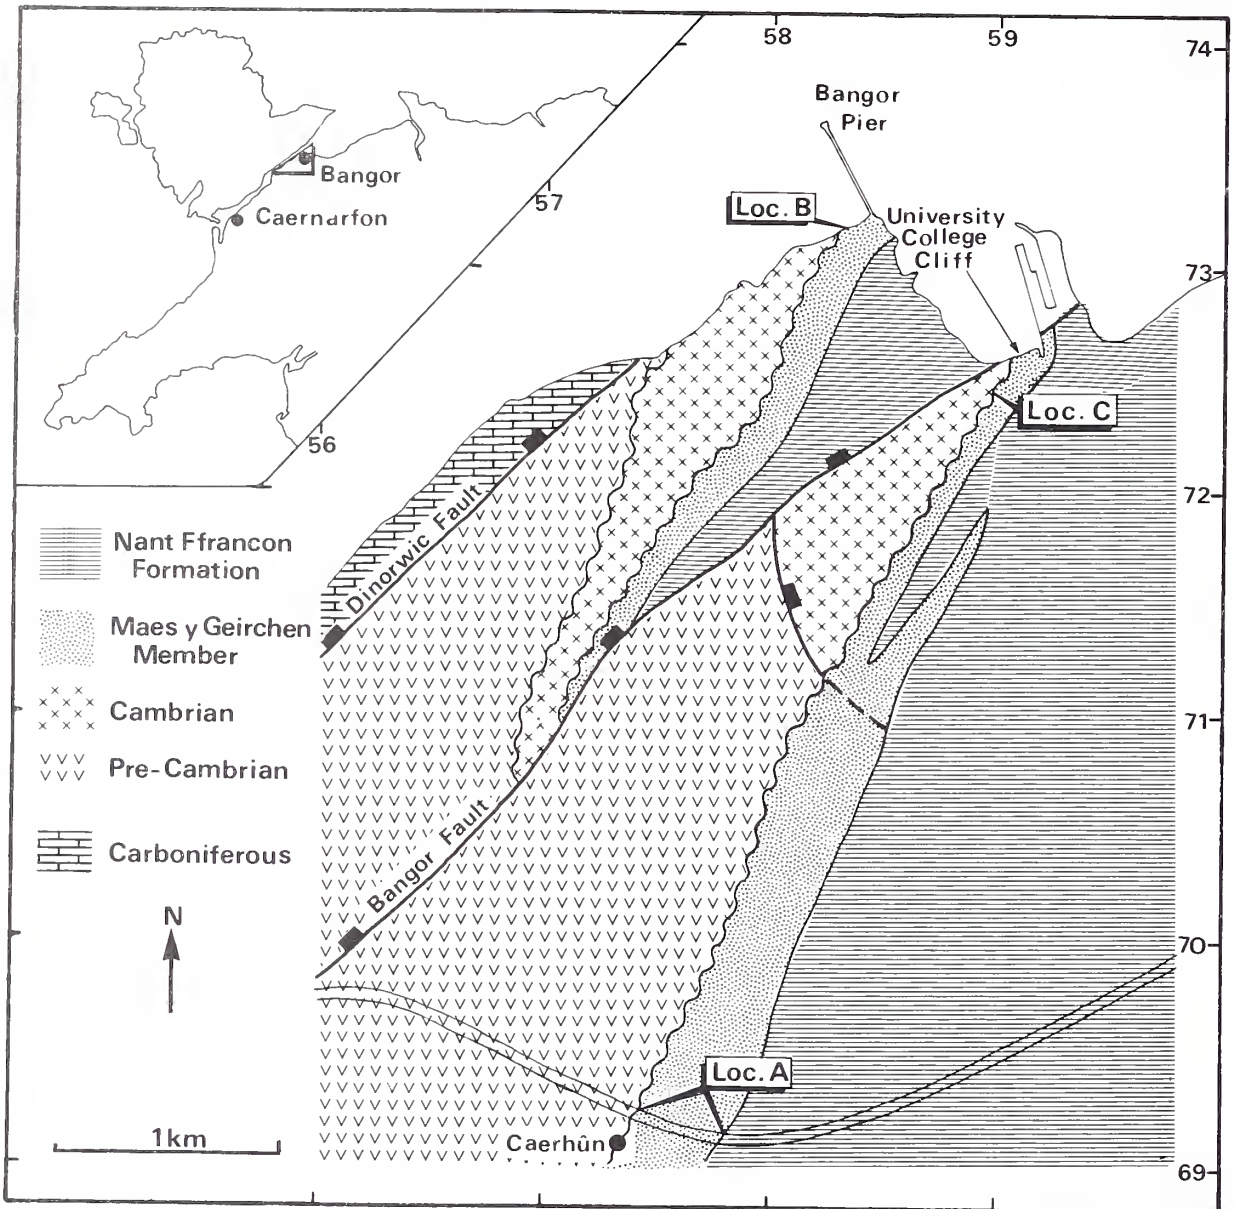 58
59
74
Bangor
Pier
Bangor
Caernarfon
57
Loc. B
University
College
Cliff
73
56
Loc. C
72
Dinorwic Fault
Nant Ffrancon
Formation
Maes y Geirchen
Member
Cambrian
Pre-Cambrian
Carboniferous
71
Bangor Fault
N
70
Loc. A
1km
Caerhûn
69